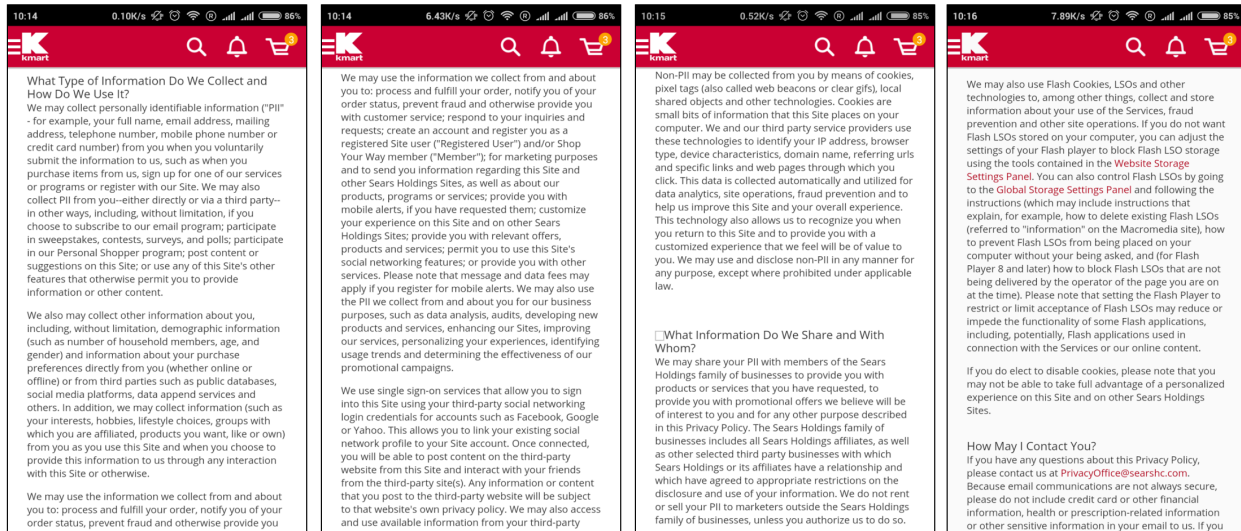 10:14 0.10K/s 86%
kmart 3
What Type of Information Do We Collect and
How Do We Use It?
We may collect personally identifiable information ("PII"
- for example, your full name, email address, mailing
address, telephone number, mobile phone number or
credit card number) from you when you voluntarily
submit the information to us, such as when you
purchase items from us, sign up for one of our services
or programs or register with our Site. We may also
collect PII from you--either directly or via a third party--
in other ways, including, without limitation, if you
choose to subscribe to our email program; participate
in sweepstakes, contests, surveys, and polls; participate
in our Personal Shopper program; post content or
suggestions on this Site; or use any of this Site's other
features that otherwise permit you to provide
information or other content.
We also may collect other information about you,
including, without limitation, demographic information
(such as number of household members, age, and
gender) and information about your purchase
preferences directly from you (whether online or
offline) or from third parties such as public databases,
social media platforms, data append services and
others. In addition, we may collect information (such as
your interests, hobbies, lifestyle choices, groups with
which you are affiliated, products you want, like or own)
from you as you use this Site and when you choose to
provide this information to us through any interaction
with this Site or otherwise.
We may use the information we collect from and about
you to: process and fulfill your order, notify you of your
order status, prevent fraud and otherwise provide you
10:14 6.43K/s 86%
kmart 3
We may use the information we collect from and about
you to: process and fulfill your order, notify you of your
order status, prevent fraud and otherwise provide you
with customer service; respond to your inquiries and
requests; create an account and register you as a
registered Site user ("Registered User") and/or Shop
Your Way member ("Member"); for marketing purposes
and to send you information regarding this Site and
other Sears Holdings Sites, as well as about our
products, programs or services; provide you with
mobile alerts, if you have requested them; customize
your experience on this Site and on other Sears
Holdings Sites; provide you with relevant offers,
products and services; permit you to use this Site's
social networking features; or provide you with other
services. Please note that message and data fees may
apply if you register for mobile alerts. We may also use
the PII we collect from and about you for our business
purposes, such as data analysis, audits, developing new
products and services, enhancing our Sites, improving
our services, personalizing your experiences, identifying
usage trends and determining the effectiveness of our
promotional campaigns.
We use single sign-on services that allow you to sign
into this Site using your third-party social networking
login credentials for accounts such as Facebook, Google
or Yahoo. This allows you to link your existing social
network profile to your Site account. Once connected,
you will be able to post content on the third-party
website from this Site and interact with your friends
from the third-party site(s). Any information or content
that you post to the third-party website will be subject
to that website's own privacy policy. We may also access
and use available information from your third-party
10:15 0.52K/s 85%
kmart 3
Non-PII may be collected from you by means of cookies,
pixel tags (also called web beacons or clear gifs), local
shared objects and other technologies. Cookies are
small bits of information that this Site places on your
computer. We and our third party service providers use
these technologies to identify your IP address, browser
type, device characteristics, domain name, referring urls
and specific links and web pages through which you
click. This data is collected automatically and utilized for
data analytics, site operations, fraud prevention and to
help us improve this Site and your overall experience.
This technology also allows us to recognize you when
you return to this Site and to provide you with a
customized experience that we feel will be of value to
you. We may use and disclose non-PII in any manner for
any purpose, except where prohibited under applicable
law.
What Information Do We Share and With
Whom?
We may share your PII with members of the Sears
Holdings family of businesses to provide you with
products or services that you have requested, to
provide you with promotional offers we believe will be
of interest to you and for any other purpose described
in this Privacy Policy. The Sears Holdings family of
businesses includes all Sears Holdings affiliates, as well
as other selected third party businesses with which
Sears Holdings or its affiliates have a relationship and
which have agreed to appropriate restrictions on the
disclosure and use of your information. We do not rent
or sell your PII to marketers outside the Sears Holdings
family of businesses, unless you authorize us to do so.
10:16 7.89K/s 85%
kmart 3
We may also use Flash Cookies, LSOs and other
technologies to, among other things, collect and store
information about your use of the Services, fraud
prevention and other site operations. If you do not want
Flash LSOs stored on your computer, you can adjust the
settings of your Flash player to block Flash LSO storage
using the tools contained in the Website Storage
Settings Panel. You can also control Flash LSOs by going
to the Global Storage Settings Panel and following the
instructions (which may include instructions that
explain, for example, how to delete existing Flash LSOs
(referred to "information" on the Macromedia site), how
to prevent Flash LSOs from being placed on your
computer without your being asked, and (for Flash
Player 8 and later) how to block Flash LSOs that are not
being delivered by the operator of the page you are on
at the time). Please note that setting the Flash Player to
restrict or limit acceptance of Flash LSOs may reduce or
impede the functionality of some Flash applications,
including, potentially, Flash applications used in
connection with the Services or our online content.
If you do elect to disable cookies, please note that you
may not be able to take full advantage of a personalized
experience on this Site and on other Sears Holdings
Sites.
How May I Contact You?
If you have any questions about this Privacy Policy,
please contact us at PrivacyOffice@searshc.com.
Because email communications are not always secure,
please do not include credit card or other financial
information, health or prescription-related information
or other sensitive information in your email to us. If you